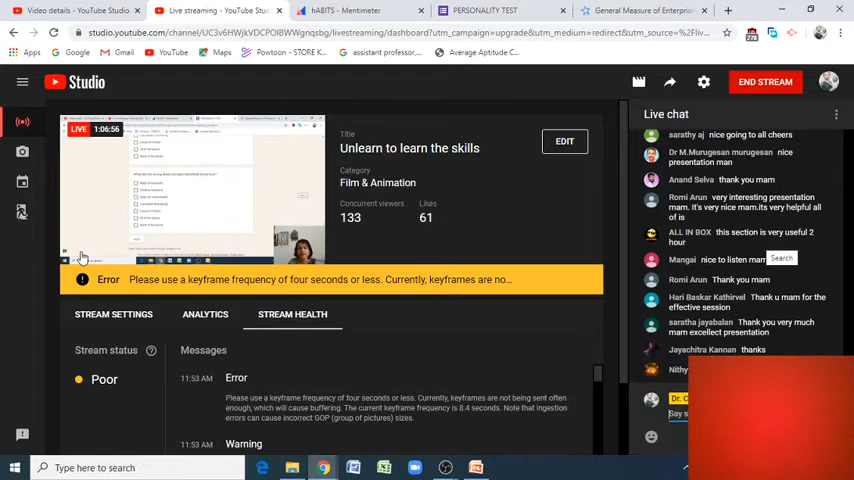 Video details - YouTube Studi
Live streaming - YouTube Stu
hABITS - Mentimeter
PERSONALITY TEST
General Measure of Enterpris
studio.youtube.com/channel/UC3v6HWjkVDCPOIBWWgnqsbg/livestreaming/dashboard?utm_campaign=upgrade&utm_medium=redirect&utm_source=%2Fliv...
Apps
Google
Gmail
YouTube
Maps
Powtoon - STORE K...
assistant professor,...
Average Aptitude C...
Studio
END STREAM
LIVE 1:06:56
Title
Unlearn to learn the skills
Category
Film & Animation
Concurrent viewers
133
Likes
61
EDIT
Error Please use a keyframe frequency of four seconds or less. Currently, keyframes are no...
STREAM SETTINGS
ANALYTICS
STREAM HEALTH
Stream status
Poor
Messages
11:53 AM Error
Please use a keyframe frequency of four seconds or less. Currently, keyframes are not being sent often
enough, which will cause buffering. The current keyframe frequency is 8.4 seconds. Note that ingestion
errors can cause incorrect GOP (group of pictures) sizes.
11:53 AM Warning
Live chat
sarathy aj nice going to all cheers
Dr M.Murugesan murugesan nice
presentation man
Anand Selva thank you mam
Romi Arun very interesting presentation
mam. It's very nice mam.its very helpful all
of is
ALL IN BOX this section is very useful 2
hour
Mangai nice to listen mam
Search
Romi Arun Thank you mam
Hari Baskar Kathirvel Thank u mam for the
effective session
saratha jayabalan Thank you very much
mam excellect presentation
Jayachitra Kannan thanks
Nithy
Dr. C
Say s
Type here to search